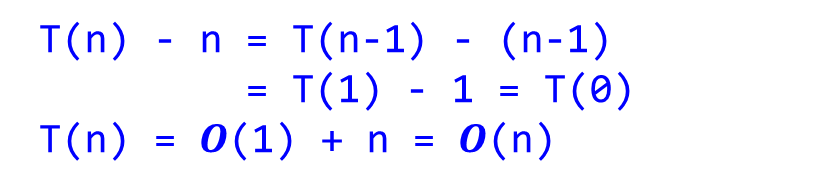 T(n) - n = T(n-1) - (n-1)
= T(1) - 1 = T(0)
T(n) = O(1) + n = O(n)